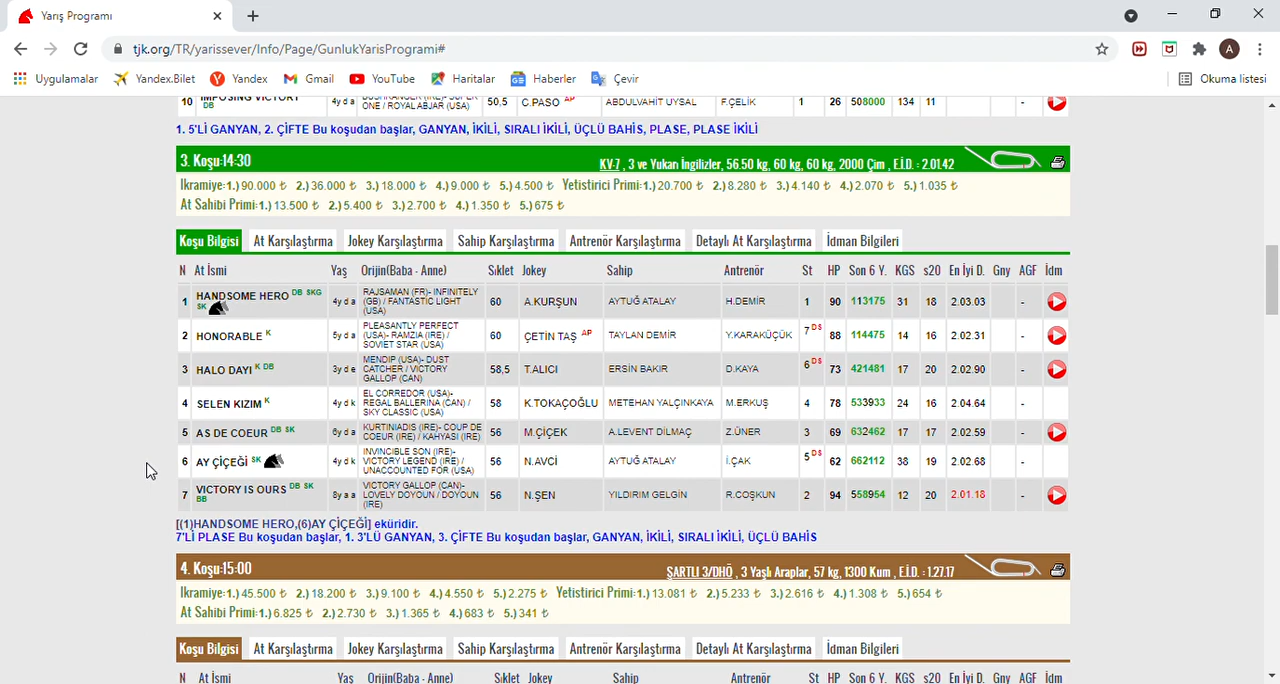 Yarış Programı
tjk.org/TR/yarissever/Info/Page/GunlukYarisProgrami#
A
Uygulamalar Yandex.Bilet Yandex Gmail YouTube Haritalar Haberler Çevir Okuma listesi
10 IMPOSING VICTORY DB 4y d a ONE / ROYAL ABJAR (USA) 50,5 C.PASO AP ABDULVAHİT UYSAL F.ÇELİK 1 26 508000 134 11 -
1. 5'Lİ GANYAN, 2. ÇİFTE Bu koşudan başlar, GANYAN, İKİLİ, SIRALI İKİLİ, ÜÇLÜ BAHİS, PLASE, PLASE İKİLİ
3. Koşu:14:30 KV-7 , 3 ve Yukarı İngilizler, 56.50 kg, 60 kg, 60 kg, 2000 Çim , E.İ.D. : 2.01.42
Ikramiye:1.) 90.000 ₺ 2.) 36.000 ₺ 3.) 18.000 ₺ 4.) 9.000 ₺ 5.) 4.500 ₺ Yetistirici Primi:1.) 20.700 ₺ 2.) 8.280 ₺ 3.) 4.140 ₺ 4.) 2.070 ₺ 5.) 1.035 ₺
At Sahibi Primi:1.) 13.500 ₺ 2.) 5.400 ₺ 3.) 2.700 ₺ 4.) 1.350 ₺ 5.) 675 ₺
Koşu Bilgisi At Karşılaştırma Jokey Karşılaştırma Sahip Karşılaştırma Antrenör Karşılaştırma Detaylı At Karşılaştırma İdman Bilgileri
N At İsmi Yaş Orijin(Baba - Anne) Sıklet Jokey Sahip Antrenör St HP Son 6 Y. KGS s20 En İyi D. Gny AGF İdm
1 HANDSOME HERO DB SKG SK 4y d a RAJSAMAN (FR)- INFINITELY (GB) / FANTASTIC LIGHT (USA) 60 A.KURŞUN AYTUĞ ATALAY H.DEMİR 1 90 113175 31 18 2.03.03 -
2 HONORABLE K 5y d a PLEASANTLY PERFECT (USA)- RAMZIA (IRE) / SOVIET STAR (USA) 60 ÇETİN TAŞ AP TAYLAN DEMİR Y.KARAKÜÇÜK 7 DS 88 114475 14 16 2.02.31 -
3 HALO DAYI K DB 3y d e MENDIP (USA)- DUST CATCHER / VICTORY GALLOP (CAN) 58,5 T.ALICI ERSİN BAKIR D.KAYA 6 DS 73 421481 17 20 2.02.90 -
4 SELEN KIZIM K 4y d k EL CORREDOR (USA)- REGAL BALLERINA (CAN) / SKY CLASSIC (USA) 58 K.TOKAÇOĞLU METEHAN YALÇINKAYA M.ERKUŞ 4 78 533933 24 16 2.04.64 -
5 AS DE COEUR DB SK 6y d a KURTINIADIS (IRE)- COUP DE COEUR (IRE) / KAHYASI (IRE) 56 M.ÇİÇEK A.LEVENT DİLMAÇ Z.ÜNER 3 69 632462 17 17 2.02.59 -
6 AY ÇİÇEĞİ SK 4y d k INVINCIBLE SON (IRE)- VICTORY LEGEND (IRE) / UNACCOUNTED FOR (USA) 56 N.AVCİ AYTUĞ ATALAY İ.ÇAK 5 DS 62 662112 38 19 2.02.68 -
7 VICTORY IS OURS DB SK BB 8y a a VICTORY GALLOP (CAN)- LOVELY DOYOUN / DOYOUN (IRE) 56 N.ŞEN YILDIRIM GELGİN R.COŞKUN 2 94 558954 12 20 2.01.18 -
[(1)HANDSOME HERO,(6)AY ÇİÇEĞİ] eküridir.
7'Lİ PLASE Bu koşudan başlar, 1. 3'LÜ GANYAN, 3. ÇİFTE Bu koşudan başlar, GANYAN, İKİLİ, SIRALI İKİLİ, ÜÇLÜ BAHİS
4. Koşu:15:00 ŞARTLI 3/DHÖ , 3 Yaşlı Araplar, 57 kg, 1300 Kum , E.İ.D. : 1.27.17
Ikramiye:1.) 45.500 ₺ 2.) 18.200 ₺ 3.) 9.100 ₺ 4.) 4.550 ₺ 5.) 2.275 ₺ Yetistirici Primi:1.) 13.081 ₺ 2.) 5.233 ₺ 3.) 2.616 ₺ 4.) 1.308 ₺ 5.) 654 ₺
At Sahibi Primi:1.) 6.825 ₺ 2.) 2.730 ₺ 3.) 1.365 ₺ 4.) 683 ₺ 5.) 341 ₺
Koşu Bilgisi At Karşılaştırma Jokey Karşılaştırma Sahip Karşılaştırma Antrenör Karşılaştırma Detaylı At Karşılaştırma İdman Bilgileri
N At İsmi Yaş Orijin(Baba - Anne) Sıklet Jokey Sahip Antrenör St HP Son 6 Y. KGS s20 En İyi D. Gny AGF İdm